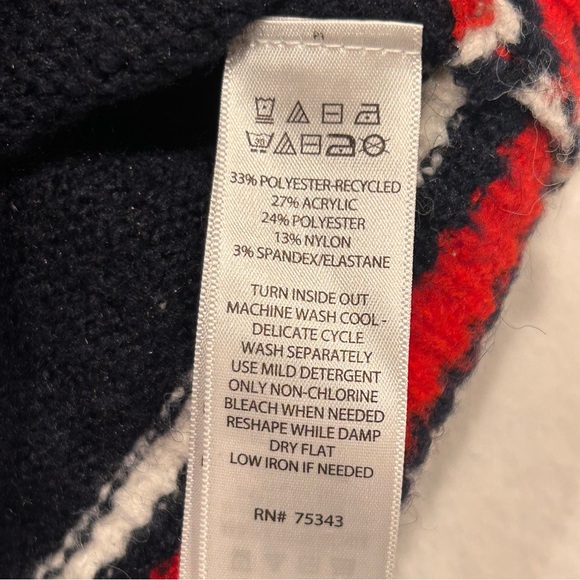 33% POLYESTER-RECYCLED
27% ACRYLIC
24% POLYESTER
13% NYLON
3% SPANDEX/ELASTANE
TURN INSIDE OUT
MACHINE WASH COOL -
DELICATE CYCLE
WASH SEPARATELY
USE MILD DETERGENT
ONLY NON-CHLORINE
BLEACH WHEN NEEDED
RESHAPE WHILE DAMP
DRY FLAT
LOW IRON IF NEEDED
RN# 75343